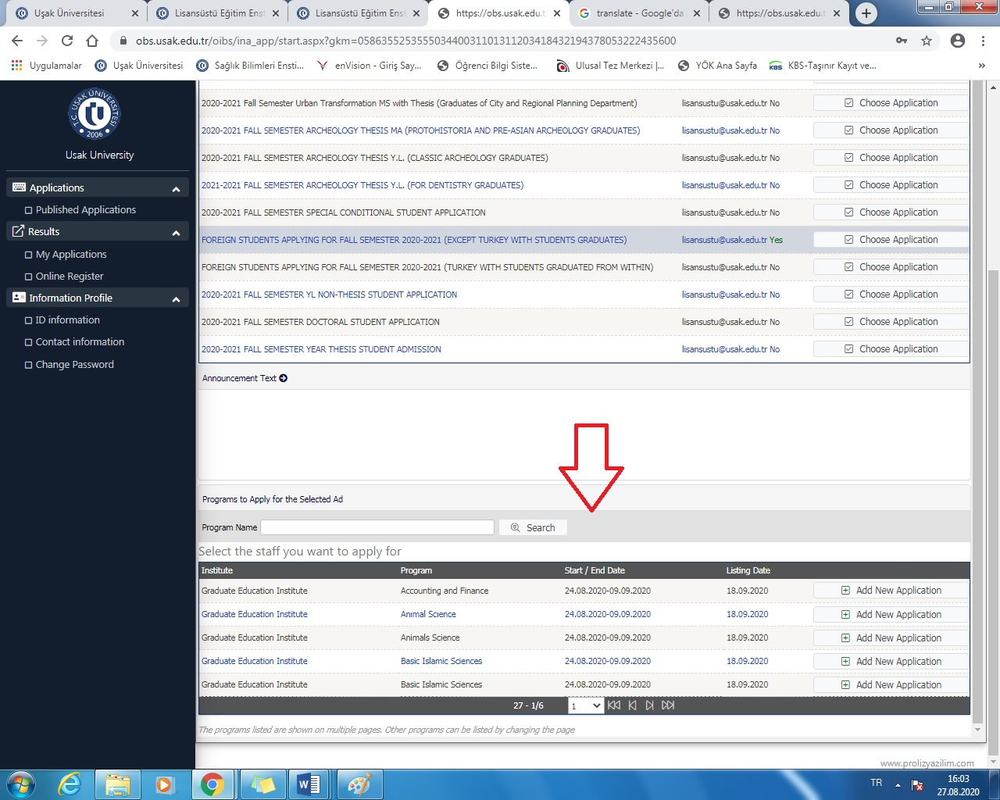 Uşak Üniversitesi
Lisansüstü Eğitim Enst
Lisansüstü Eğitim Enst
https://obs.usak.edu.t
translate - Google'da
https://obs.usak.edu.t
obs.usak.edu.tr/oibs/ina_app/start.aspx?gkm=0586355253555034400311013112034184321943780532224356​00
Uygulamalar
Uşak Üniversitesi
Sağlık Bilimleri Ensti...
enVision - Giriş Say...
Öğrenci Bilgi Siste...
Ulusal Tez Merkezi |...
YÖK Ana Sayfa
KBS KBS-Taşınır Kayıt ve...
»
T.C. UŞAK ÜNİVERSİTESİ
2006
Usak University
Applications
Published Applications
Results
My Applications
Online Register
Information Profile
ID information
Contact information
Change Password
2020-2021 Fall Semester Urban Transformation MS with Thesis (Graduates of City and Regional Planning Department) lisansustu@usak.edu.tr No Choose Application
2020-2021 FALL SEMESTER ARCHEOLOGY THESIS MA (PROTOHISTORIA AND PRE-ASIAN ARCHEOLOGY GRADUATES) lisansustu@usak.edu.tr No Choose Application
2020-2021 FALL SEMESTER ARCHEOLOGY THESIS Y.L. (CLASSIC ARCHEOLOGY GRADUATES) lisansustu@usak.edu.tr No Choose Application
2021-2021 FALL SEMESTER ARCHEOLOGY THESIS Y.L. (FOR DENTISTRY GRADUATES) lisansustu@usak.edu.tr No Choose Application
2020-2021 FALL SEMESTER SPECIAL CONDITIONAL STUDENT APPLICATION lisansustu@usak.edu.tr No Choose Application
FOREIGN STUDENTS APPLYING FOR FALL SEMESTER 2020-2021 (EXCEPT TURKEY WITH STUDENTS GRADUATES) lisansustu@usak.edu.tr Yes Choose Application
FOREIGN STUDENTS APPLYING FOR FALL SEMESTER 2020-2021 (TURKEY WITH STUDENTS GRADUATED FROM WITHIN) lisansustu@usak.edu.tr No Choose Application
2020-2021 FALL SEMESTER YL NON-THESIS STUDENT APPLICATION lisansustu@usak.edu.tr No Choose Application
2020-2021 FALL SEMESTER DOCTORAL STUDENT APPLICATION lisansustu@usak.edu.tr No Choose Application
2020-2021 FALL SEMESTER YEAR THESIS STUDENT ADMISSION lisansustu@usak.edu.tr No Choose Application
Announcement Text
Programs to Apply for the Selected Ad
Program Name Search
Select the staff you want to apply for
Institute Program Start / End Date Listing Date
Graduate Education Institute Accounting and Finance 24.08.2020-09.09.2020 18.09.2020 Add New Application
Graduate Education Institute Anımal Scıence 24.08.2020-09.09.2020 18.09.2020 Add New Application
Graduate Education Institute Animals Science 24.08.2020-09.09.2020 18.09.2020 Add New Application
Graduate Education Institute Basic Islamic Sciences 24.08.2020-09.09.2020 18.09.2020 Add New Application
Graduate Education Institute Basic Islamic Sciences 24.08.2020-09.09.2020 18.09.2020 Add New Application
27 - 1/6 1
The programs listed are shown on multiple pages. Other programs can be listed by changing the page
www.prolizyazilim.com
TR
16:03
27.08.2020